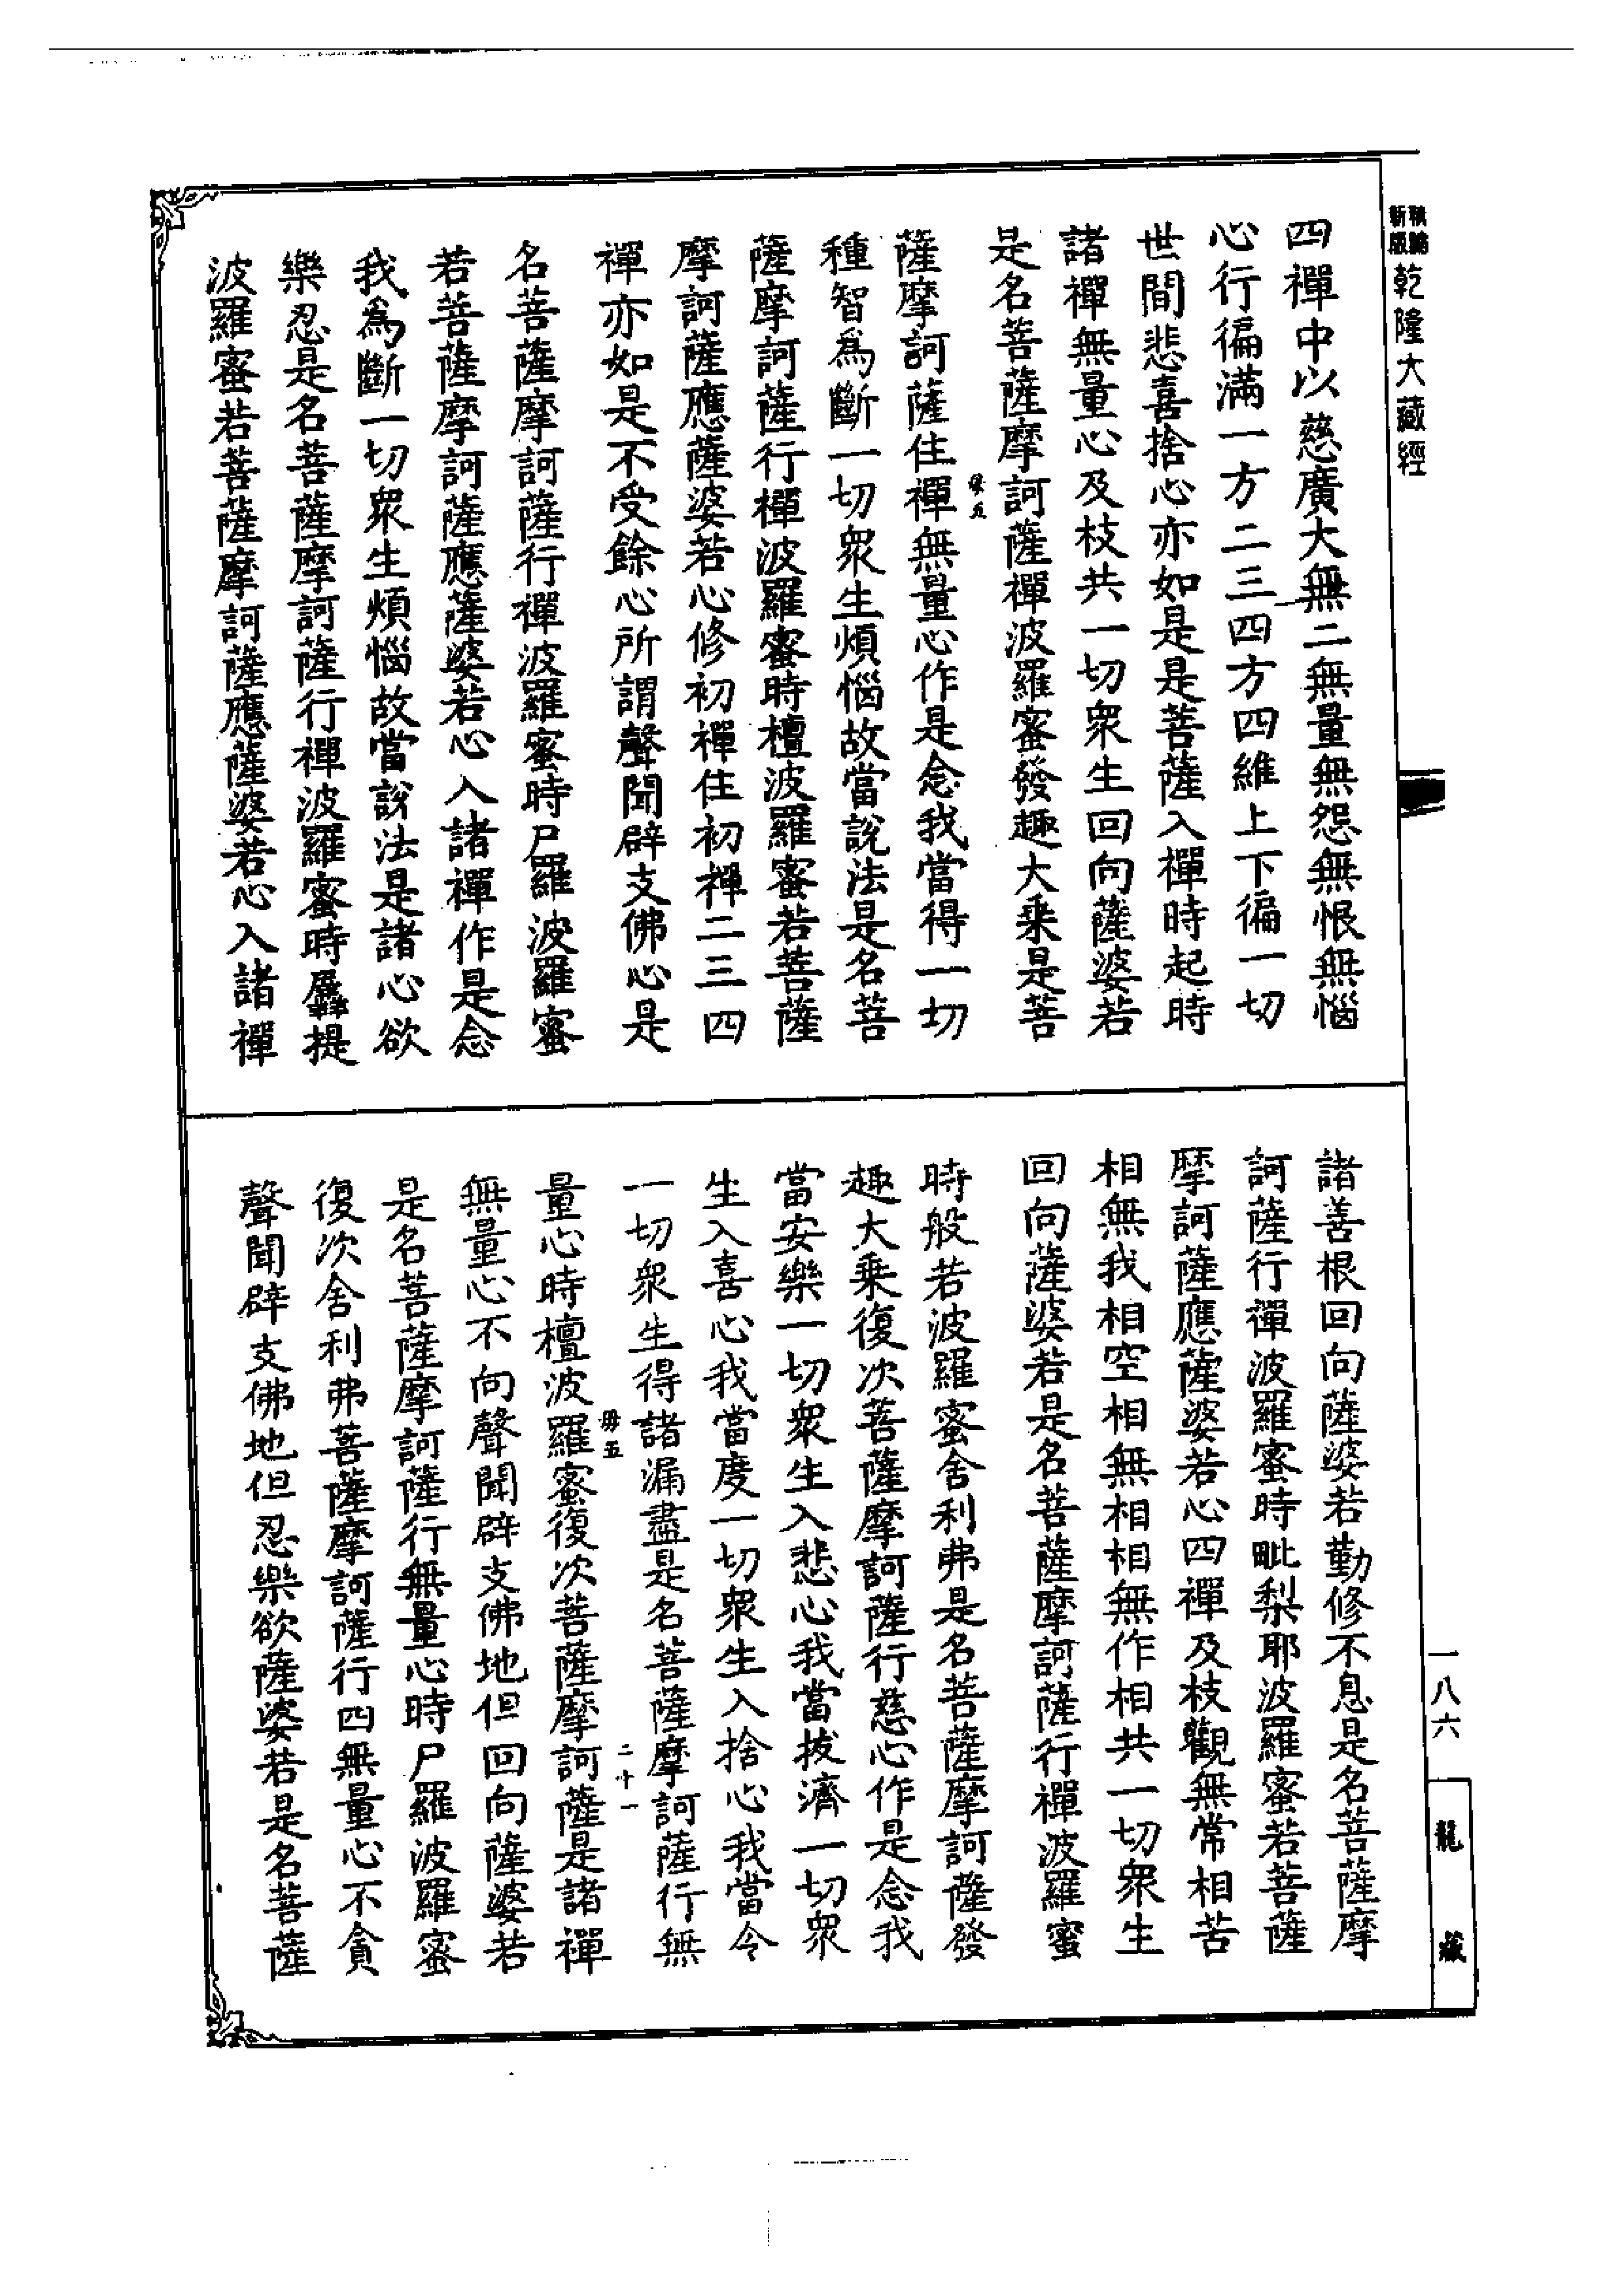 新編
新版
乾隆大藏經
四禪中以慈廣大無二無量無怨無恨無惱
心行徧滿一方二三四方四維上下徧一切
世間悲喜捨心亦如是是菩薩入禪時起時
諸禪無量心及枝共一切衆生回向薩婆若
是名菩薩摩訶薩禪波羅蜜發趣大乘是菩
薩摩訶薩住禪無量心作是念我當得一切
種智爲斷一切衆生煩惱故當說法是名菩
薩摩訶薩行禪波羅蜜時檀波羅蜜若菩薩
摩訶薩應薩婆若心修初禪住初禪二三四
禪亦如是不受餘心所謂聲聞辟支佛心是
名菩薩摩訶薩行禪波羅蜜時尸羅波羅蜜
若菩薩摩訶薩應薩婆若心入諸禪作是念
我爲斷一切衆生煩惱故當說法是諸心欲
樂忍是名菩薩摩訶薩行禪波羅蜜時羼提
波羅蜜若菩薩摩訶薩應薩婆若心入諸禪
諸善根回向薩婆若勤修不息是名菩薩摩
訶薩行禪波羅蜜時毗梨耶波羅蜜若菩薩
摩訶薩應薩婆若心四禪及枝觀無常相苦
相無我相空相無相相無作相共一切衆生
回向薩婆若是名菩薩摩訶薩行禪波羅蜜
時般若波羅蜜舍利弗是名菩薩摩訶薩發
趣大乘復次菩薩摩訶薩行慈心作是念我
當安樂一切衆生入悲心我當拔濟一切衆
生入喜心我當度一切衆生入捨心我當令
一切衆生得諸漏盡是名菩薩摩訶薩行無
毋五
二十一
量心時檀波羅蜜復次菩薩摩訶薩是諸禪
無量心不向聲聞辟支佛地但回向薩婆若
是名菩薩摩訶薩行無量心時尸羅波羅蜜
復次舍利弗菩薩摩訶薩行四無量心不貪
聲聞辟支佛地但忍樂欲薩婆若是名菩薩
一八六
龍藏